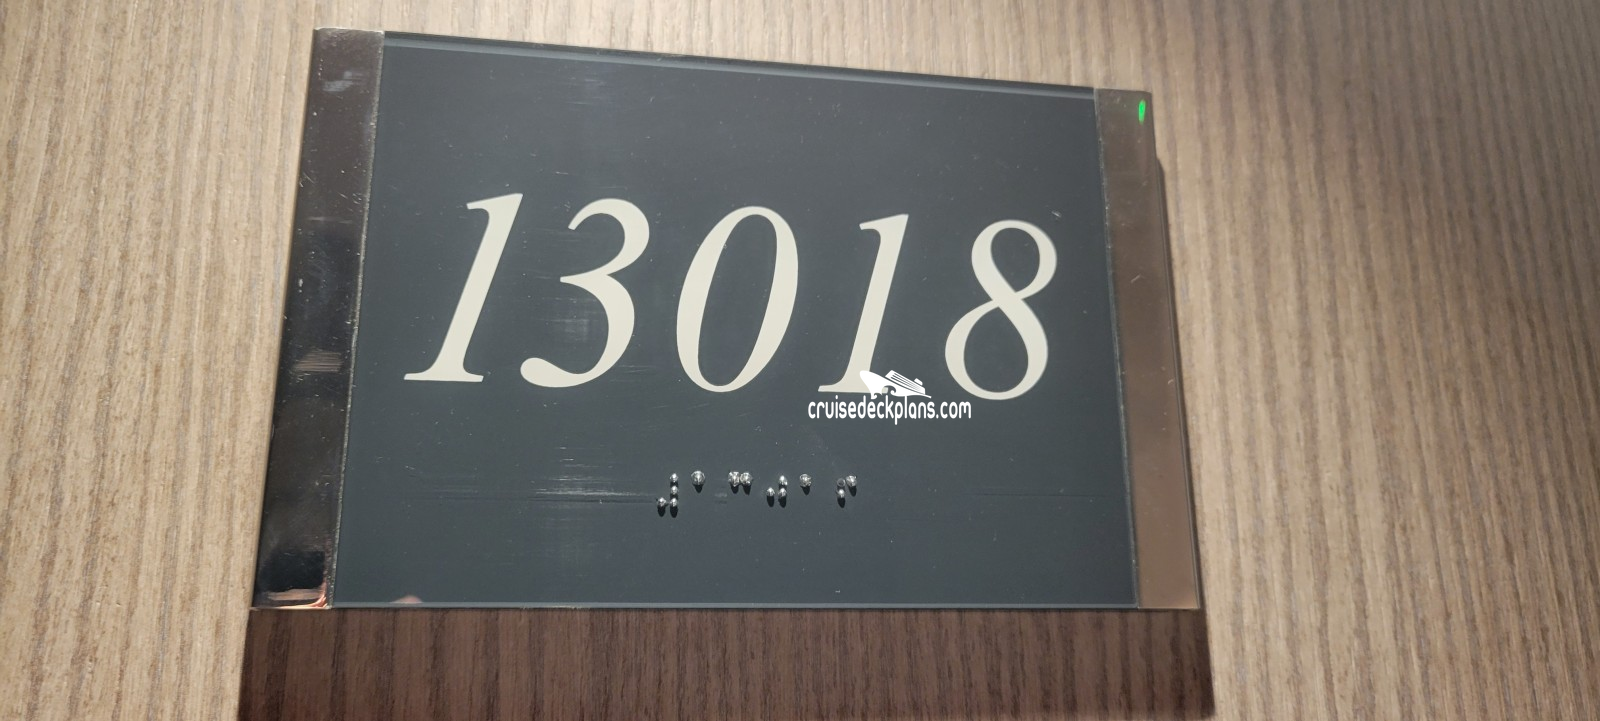 13018
cruisedeckplans.com
⠼⠁⠉⠚⠁⠓